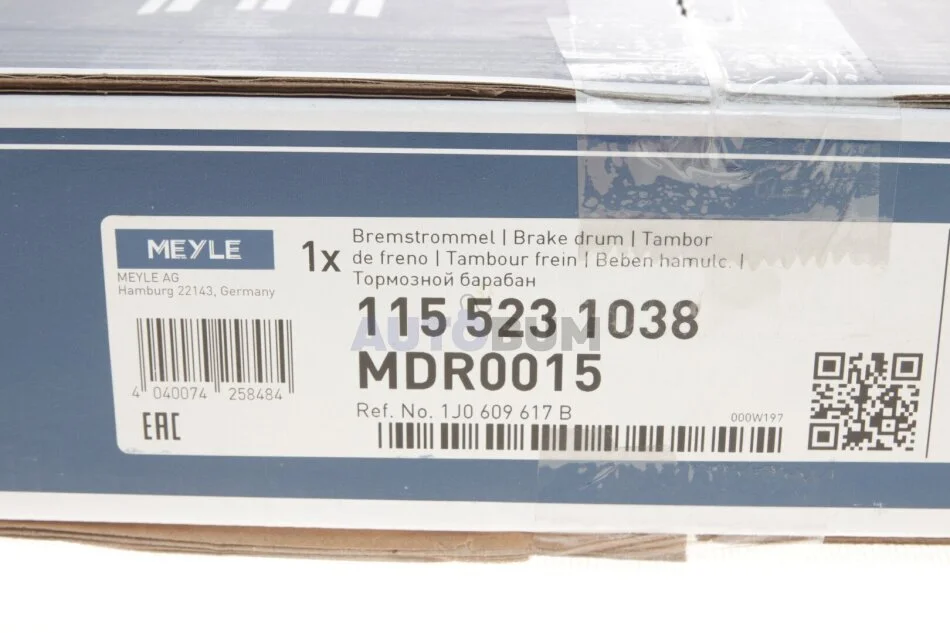 MEYLE
MEYLE AG
Hamburg 22143, Germany
1x
Bremstrommel | Brake drum | Tambor
de freno | Tambour frein | Beben hamulc. |
Тормозной барабан
115 523 1038
AUTOBUM
MDR0015
Ref. No. 1J0 609 617 B
000W197
4 040074 258484
EAC